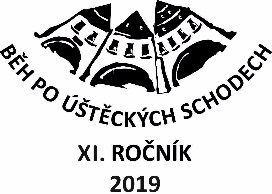 BĚH PO ÚŠTĚCKÝCH SCHODECH
XI. ROČNÍK
2019